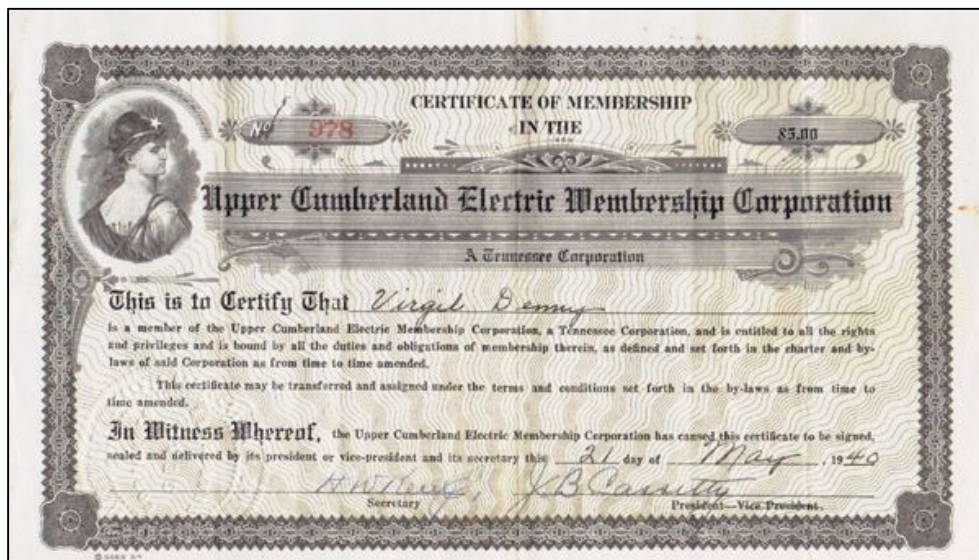 CERTIFICATE OF MEMBERSHIP
IN THE
No 978
$5.00
Upper Cumberland Electric Membership Corporation
A Tennessee Corporation
This is to Certify That Virgil Denny
is a member of the Upper Cumberland Electric Membership Corporation, a Tennessee Corporation, and is entitled to all the rights
and privileges and is bound by all the duties and obligations of membership therein, as defined and set forth in the charter and by-
laws of said Corporation as from time to time amended.
This certificate may be transferred and assigned under the terms and conditions set forth in the by-laws as from time to
time amended.
In Witness Whereof, the Upper Cumberland Electric Membership Corporation has caused this certificate to be signed,
sealed and delivered by its president or vice-president and its secretary this 21 day of May, 1940
J B Cassetty
Secretary President—Vice President.